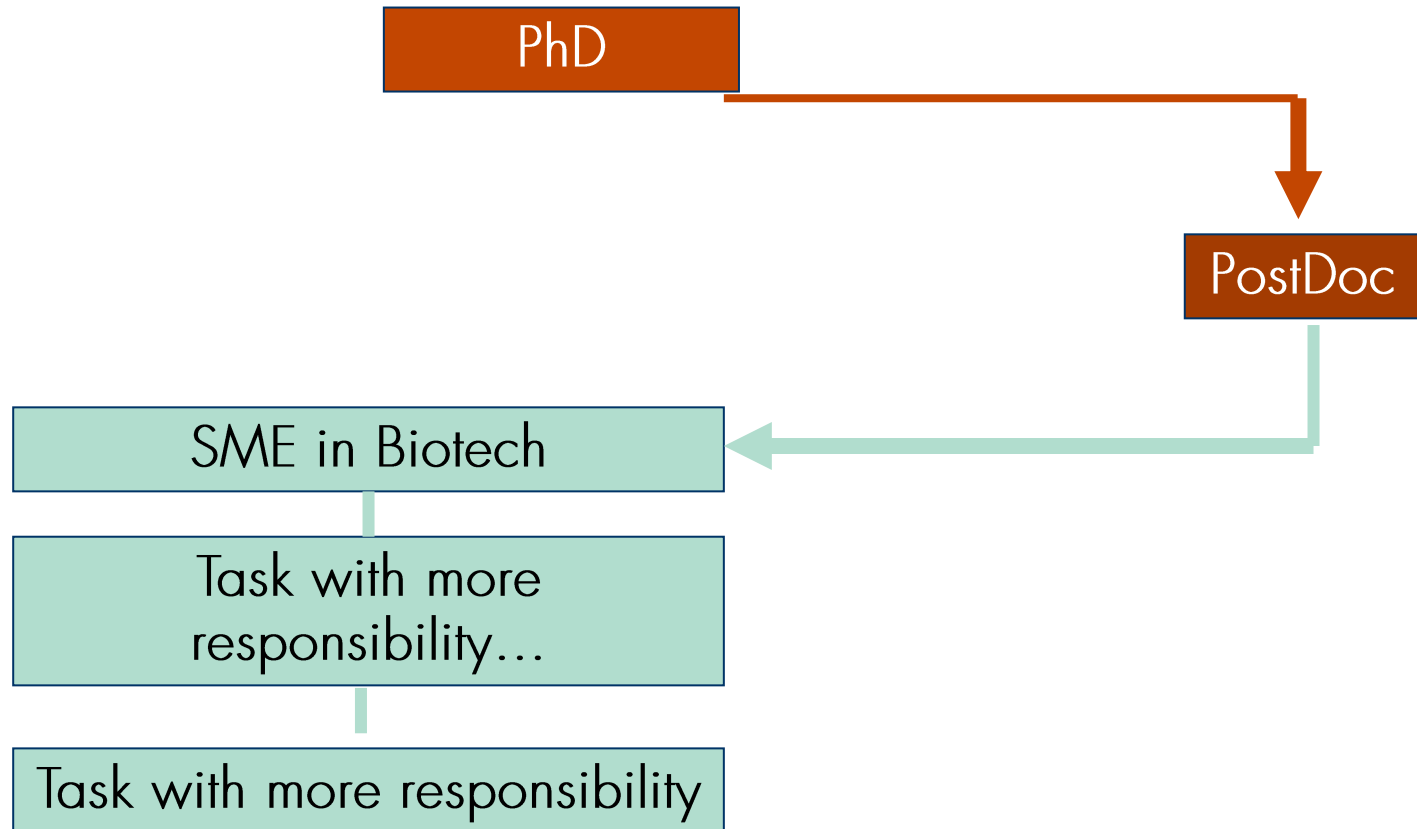 PhD
PostDoc
SME in Biotech
Task with more
responsibility...
Task with more responsibility